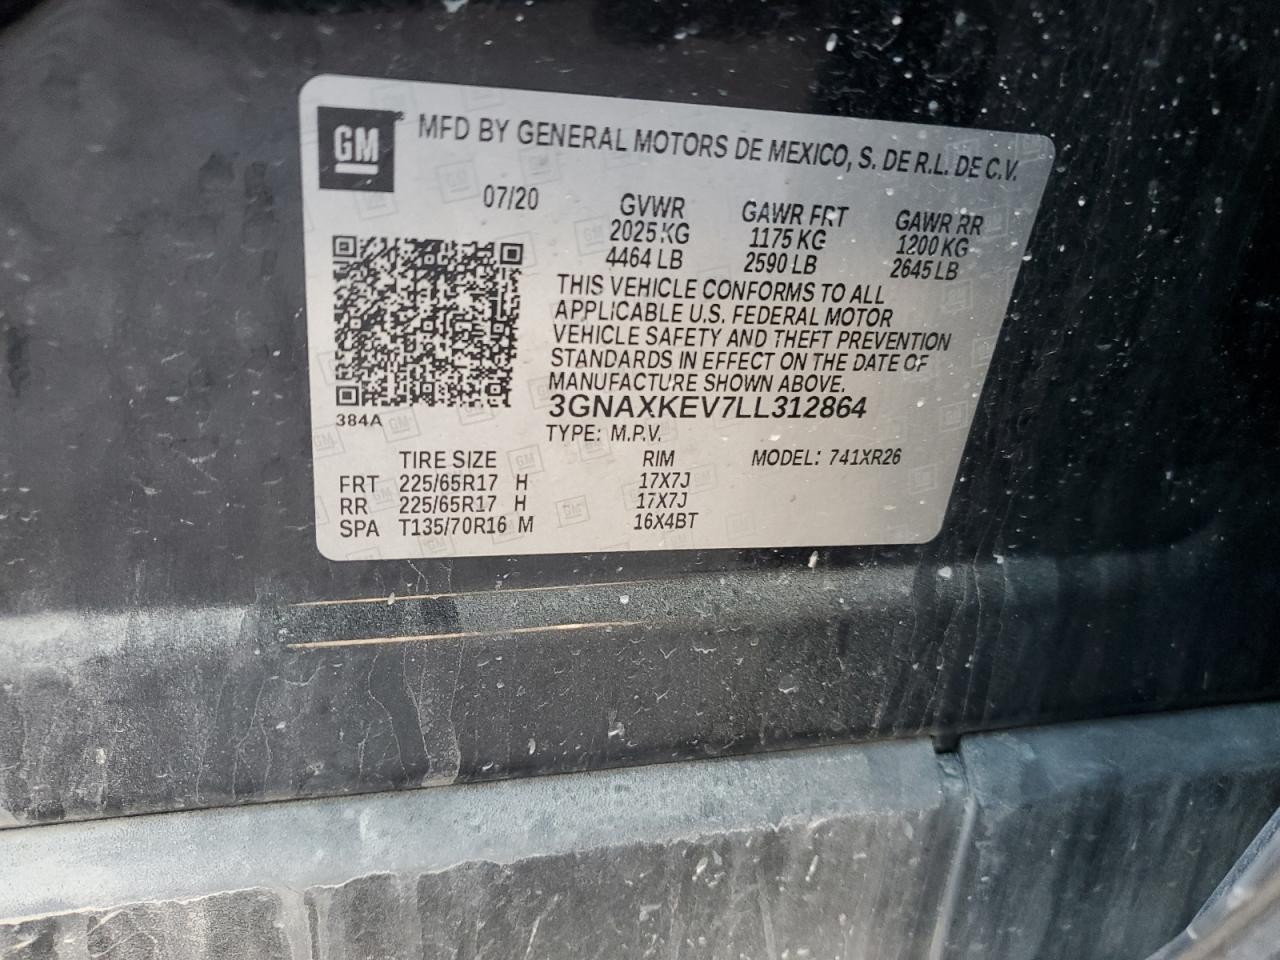 GM
MFD BY GENERAL MOTORS DE MEXICO, S. DE R.L. DE C.V.
07/20
GVWR GAWR FRT GAWR RR
2025 KG 1175 KG 1200 KG
4464 LB 2590 LB 2645 LB
THIS VEHICLE CONFORMS TO ALL
APPLICABLE U.S. FEDERAL MOTOR
VEHICLE SAFETY AND THEFT PREVENTION
STANDARDS IN EFFECT ON THE DATE OF
MANUFACTURE SHOWN ABOVE.
3GNAXKEV7LL312864
384A
TYPE: M.P.V.
TIRE SIZE RIM MODEL: 741XR26
FRT 225/65R17 H 17X7J
RR 225/65R17 H 17X7J
SPA T135/70R16 M 16X4BT